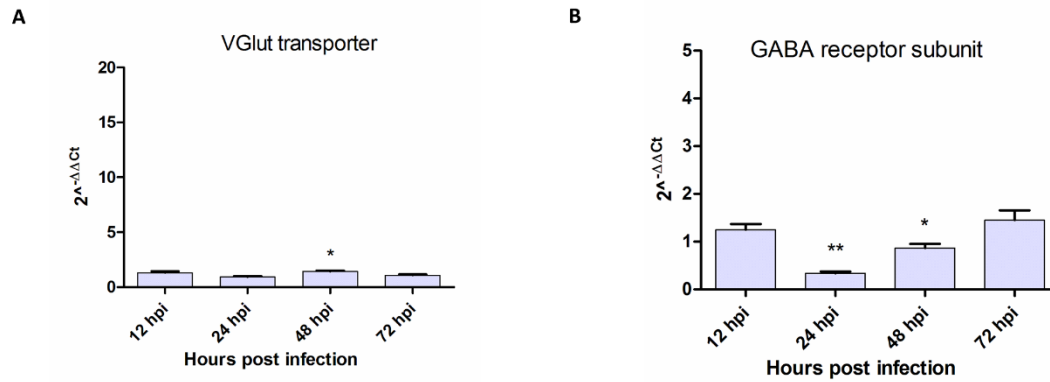 A
VGlut transporter
20
15
10
5
0
2^-ΔΔCt
*
12 hpi
24 hpi
48 hpi
72 hpi
Hours post infection
B
GABA receptor subunit
5
4
3
2
1
0
2^-ΔΔCt
**
*
12 hpi
24 hpi
48 hpi
72 hpi
Hours post infection